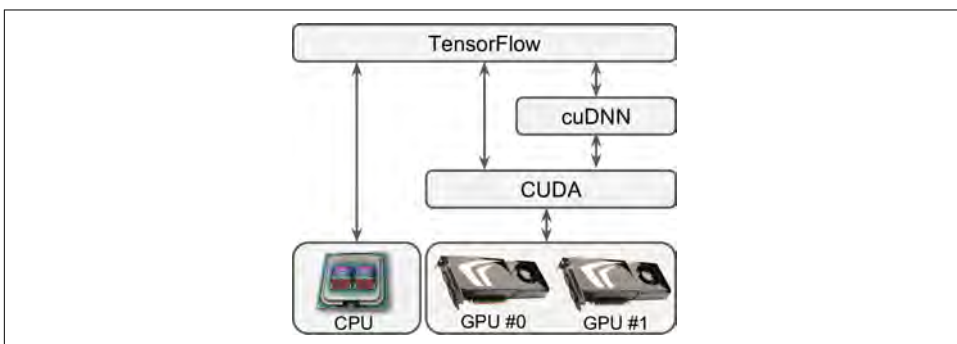 TensorFlow
cuDNN
CUDA
CPU
GPU #0
GPU #1